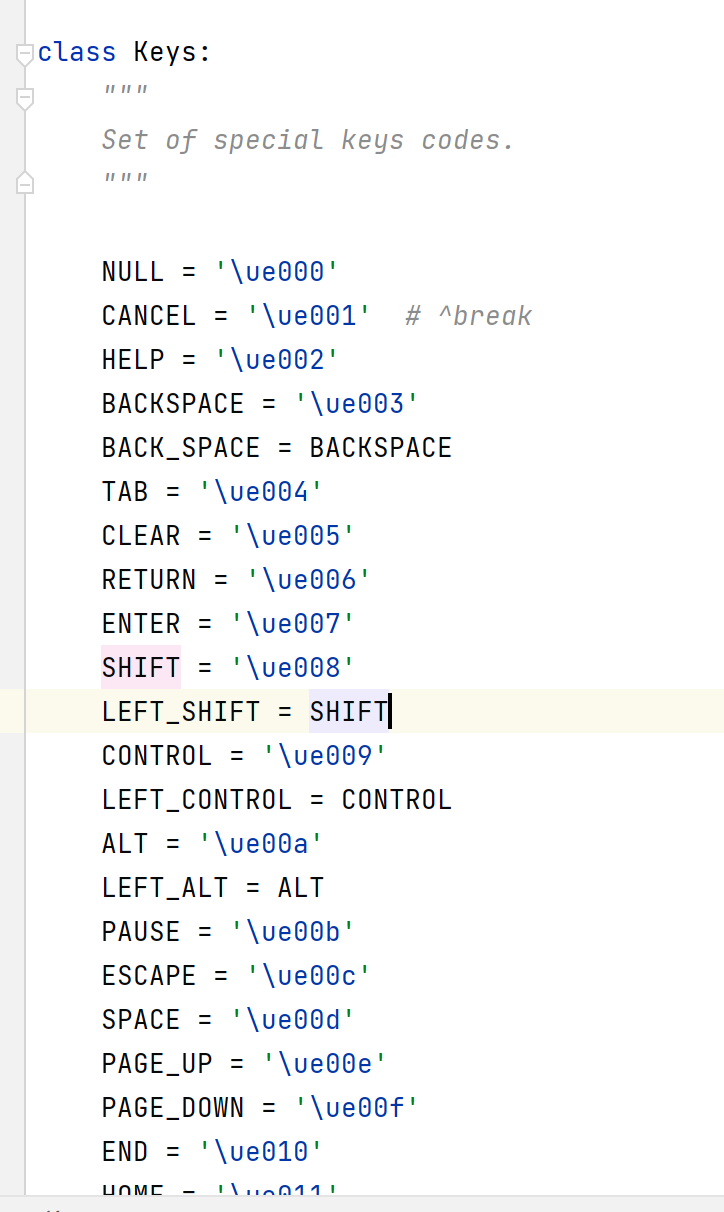 class Keys:
    """
    Set of special keys codes.
    """

    NULL = '\ue000'
    CANCEL = '\ue001'  # ^break
    HELP = '\ue002'
    BACKSPACE = '\ue003'
    BACK_SPACE = BACKSPACE
    TAB = '\ue004'
    CLEAR = '\ue005'
    RETURN = '\ue006'
    ENTER = '\ue007'
    SHIFT = '\ue008'
    LEFT_SHIFT = SHIFT
    CONTROL = '\ue009'
    LEFT_CONTROL = CONTROL
    ALT = '\ue00a'
    LEFT_ALT = ALT
    PAUSE = '\ue00b'
    ESCAPE = '\ue00c'
    SPACE = '\ue00d'
    PAGE_UP = '\ue00e'
    PAGE_DOWN = '\ue00f'
    END = '\ue010'
    HOME = '\ue011'